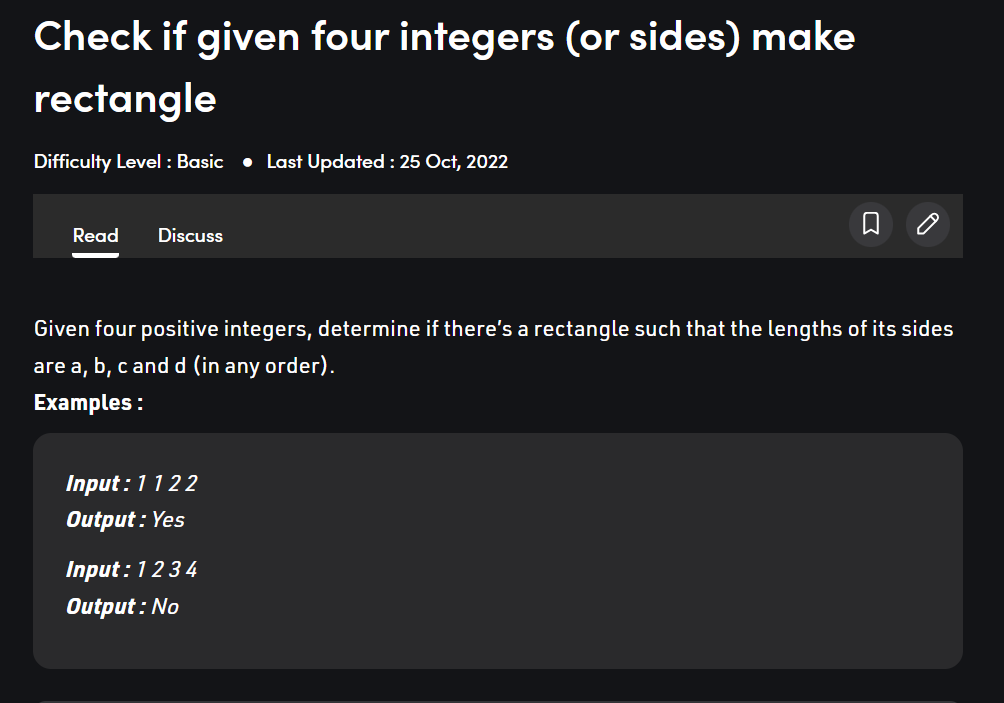 Check if given four integers (or sides) make
rectangle
Difficulty Level : Basic ● Last Updated : 25 Oct, 2022
Read Discuss
Given four positive integers, determine if there’s a rectangle such that the lengths of its sides
are a, b, c and d (in any order).
Examples :
Input : 1 1 2 2
Output : Yes
Input : 1 2 3 4
Output : No